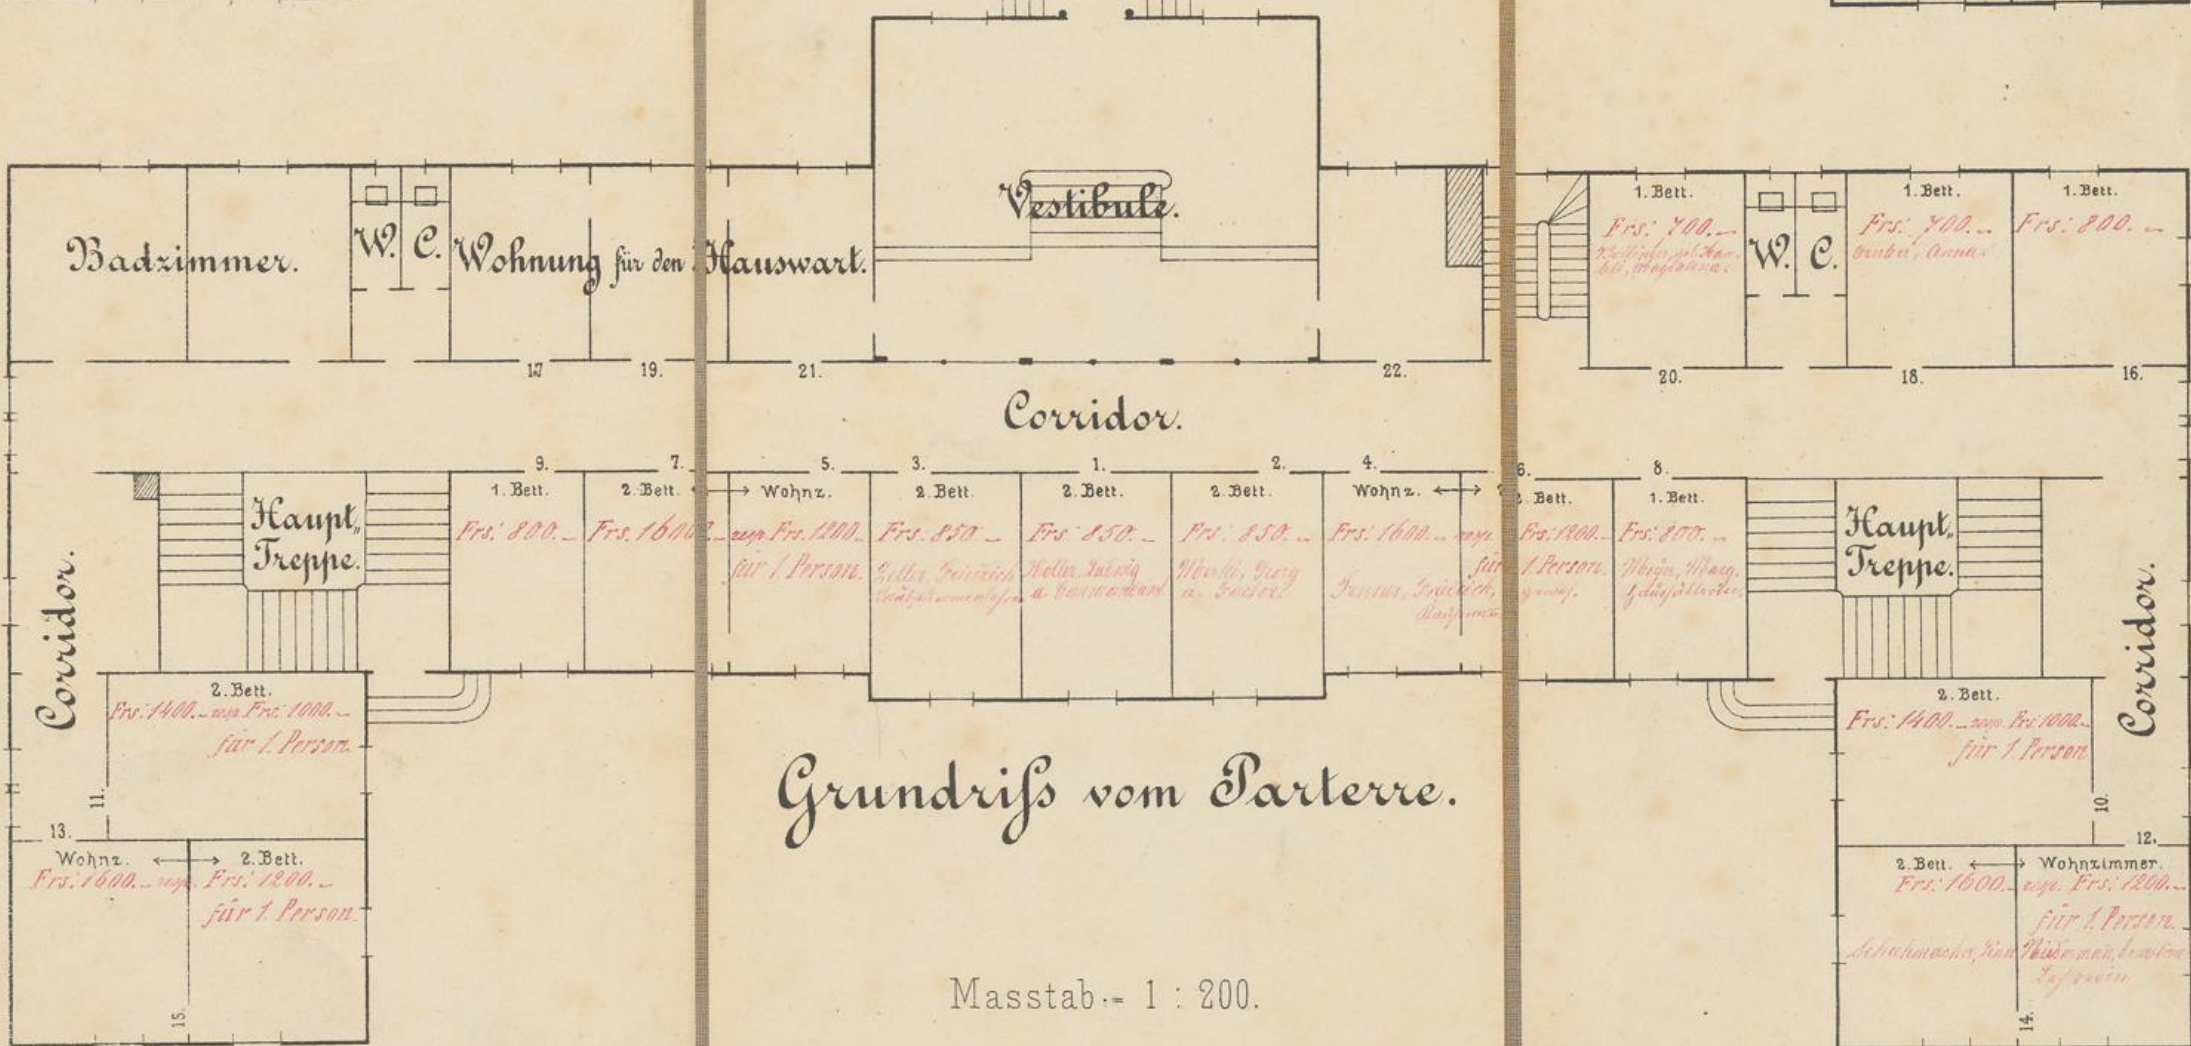 Badzimmer.
W. C.
Wohnung für den Hauswart.
Vestibule.
1. Bett.
Frs: 700.-
W. C.
1. Bett.
Frs: 700.-
Gruber, Anna.
1. Bett.
Frs: 800.-
17
19.
21.
22.
20.
18.
16.
Corridor.
9.
7.
5.
3.
1.
2.
4.
6.
8.
Haupt„
Treppe.
1. Bett.
Frs: 800.-
2. Bett. ←→ Wohnz.
Frs. 1600.- resp. Frs. 1200.-
für 1. Person.
2. Bett.
Frs: 850.-
2. Bett.
Frs: 850.-
2. Bett.
Frs: 850.-
Georg
Wohnz. ←→ 2. Bett.
Frs: 1600.- resp. Frs: 1200.-
für 1. Person.
1. Bett.
Frs: 800.-
Haupt„
Treppe.
Corridor.
Corridor.
2. Bett.
Frs: 1400.- resp. Frs: 1000.-
für 1. Person.
11.
13.
Wohnz. ←→ 2. Bett.
Frs: 1600.- resp. Frs: 1200.-
für 1. Person.
15.
Grundriſs vom Parterre.
Masstab = 1 : 200.
2. Bett.
Frs: 1400.- resp. Frs: 1000.-
für 1. Person
10.
12.
2. Bett. ←→ Wohnzimmer.
Frs: 1600.- resp. Frs: 1200.-
für 1. Person.
14.